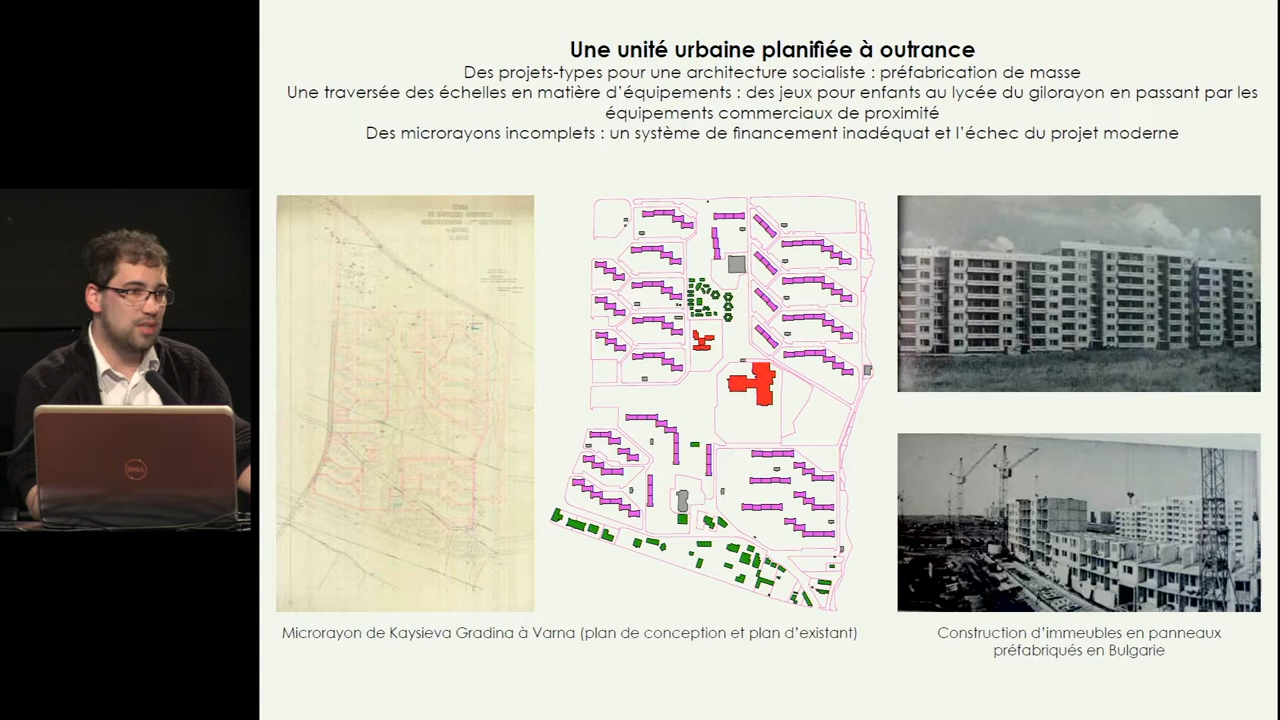 Une unité urbaine planifiée à outrance
Des projets-types pour une architecture socialiste : préfabrication de masse
Une traversée des échelles en matière d'équipements : des jeux pour enfants au lycée du gilorayon en passant par les
équipements commerciaux de proximité
Des microrayons incomplets : un système de financement inadéquat et l'échec du projet moderne
DELL
Microrayon de Kaysieva Gradina à Varna (plan de conception et plan d'existant)
Construction d'immeubles en panneaux
préfabriqués en Bulgarie